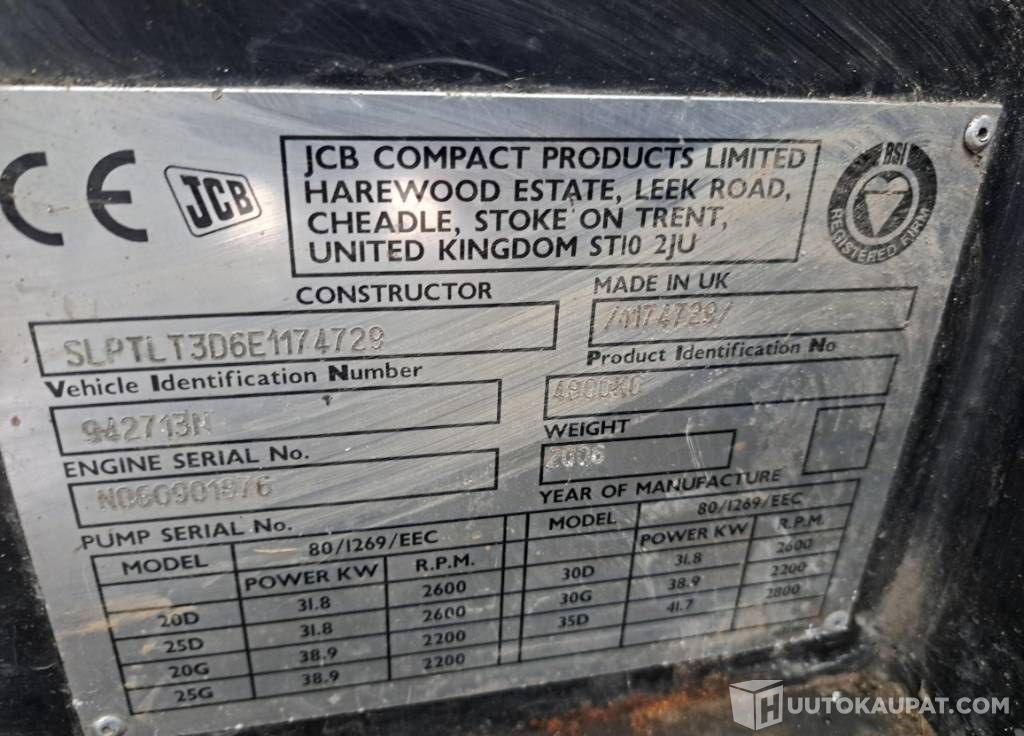 CE
JCB
JCB COMPACT PRODUCTS LIMITED
HAREWOOD ESTATE, LEEK ROAD,
CHEADLE, STOKE ON TRENT,
UNITED KINGDOM ST10 2JU
BSI
REGISTERED FIRM
CONSTRUCTOR
MADE IN UK
SLPTLT3D6E1174729
/1174729/
Vehicle Identification Number
Product Identification No
942713N
4800KG
ENGINE SERIAL No.
WEIGHT
2006
PUMP SERIAL No.
YEAR OF MANUFACTURE
MODEL 80/1269/EEC
POWER KW R.P.M.
20D 31.8 2600
25D 31.8 2600
20G 38.9 2200
25G 38.9 2200
MODEL 80/1269/EEC
POWER KW R.P.M.
30D 31.8 2600
30G 38.9 2200
35D 41.7 2800
HUUTOKAUPAT.COM